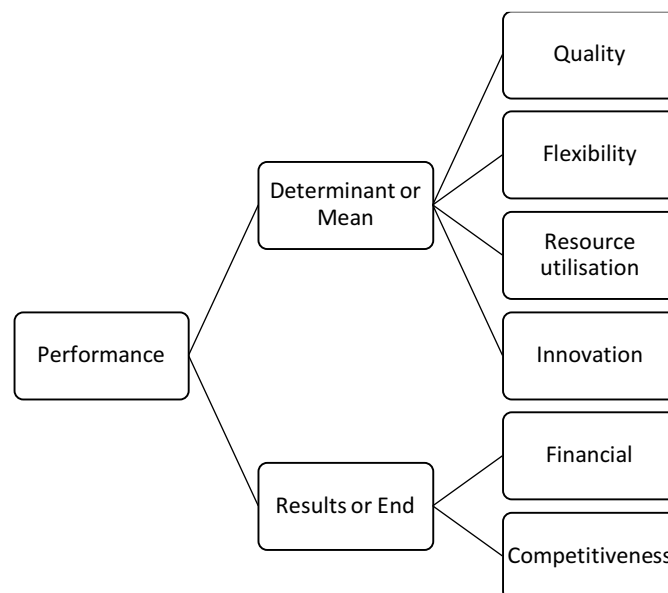 Quality
Flexibility
Determinant or
Mean
Resource
utilisation
Performance
Innovation
Financial
Results or End
Competitiveness